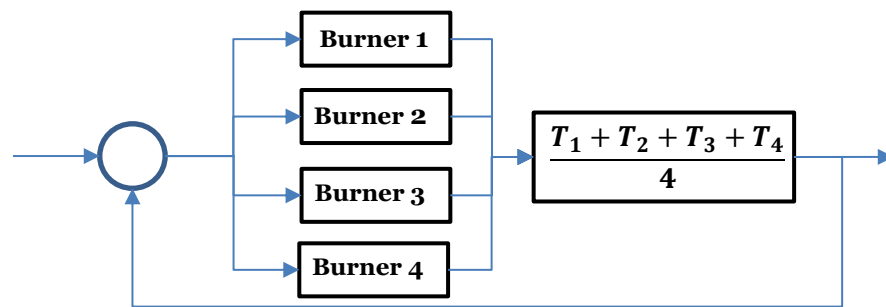 Burner 1
Burner 2
Burner 3
Burner 4
T₁ + T₂ + T₃ + T₄
4